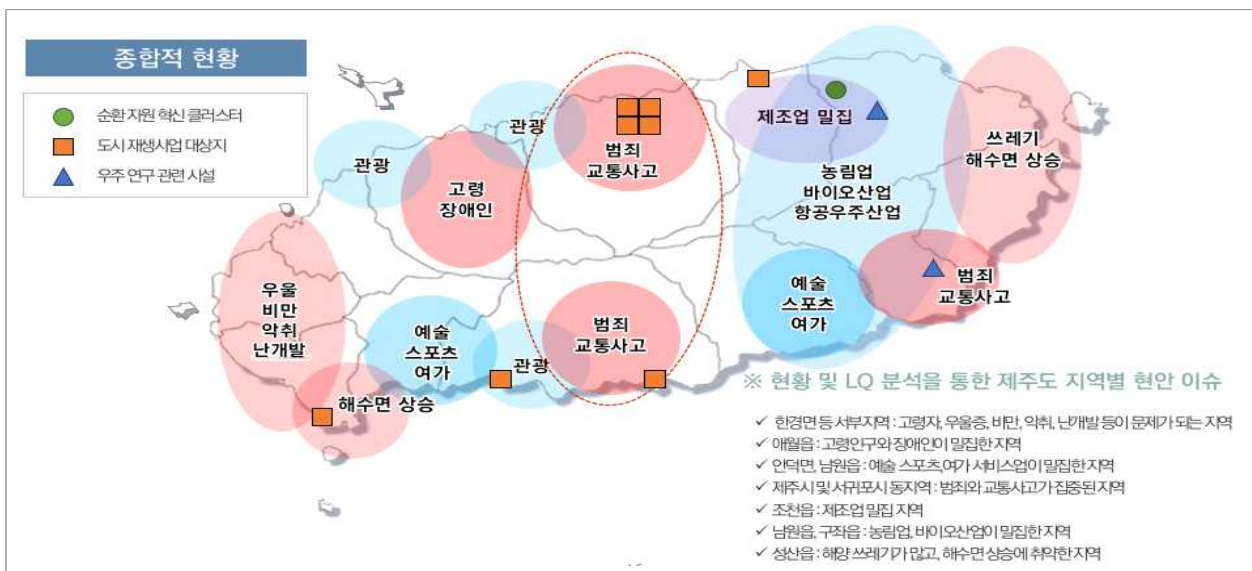 종합적 현황
순환 자원 혁신 클러스터
도시 재생사업 대상지
우주 연구 관련 시설
관광
관광
고령
장애인
범죄
교통사고
제조업 밀집
농림업
바이오산업
항공우주산업
쓰레기
해수면 상승
우울
비만
악취
난개발
예술
스포츠
여가
관광
범죄
교통사고
예술
스포츠
여가
범죄
교통사고
해수면 상승
※ 현황 및 LQ 분석을 통한 제주도 지역별 현안 이슈
✓ 한경면 등 서부지역 : 고령자, 우울증, 비만, 악취, 난개발 등이 문제가 되는 지역
✓ 애월읍 : 고령인구와 장애인이 밀집한 지역
✓ 안덕면, 남원읍 : 예술 스포츠,여가 서비스업이 밀집한 지역
✓ 제주시 및 서귀포시 동지역 : 범죄와 교통사고가 집중된 지역
✓ 조천읍 : 제조업 밀집 지역
✓ 남원읍, 구좌읍 : 농림업, 바이오산업이 밀집한 지역
✓ 성산읍 : 해양 쓰레기가 많고, 해수면 상승에 취약한 지역